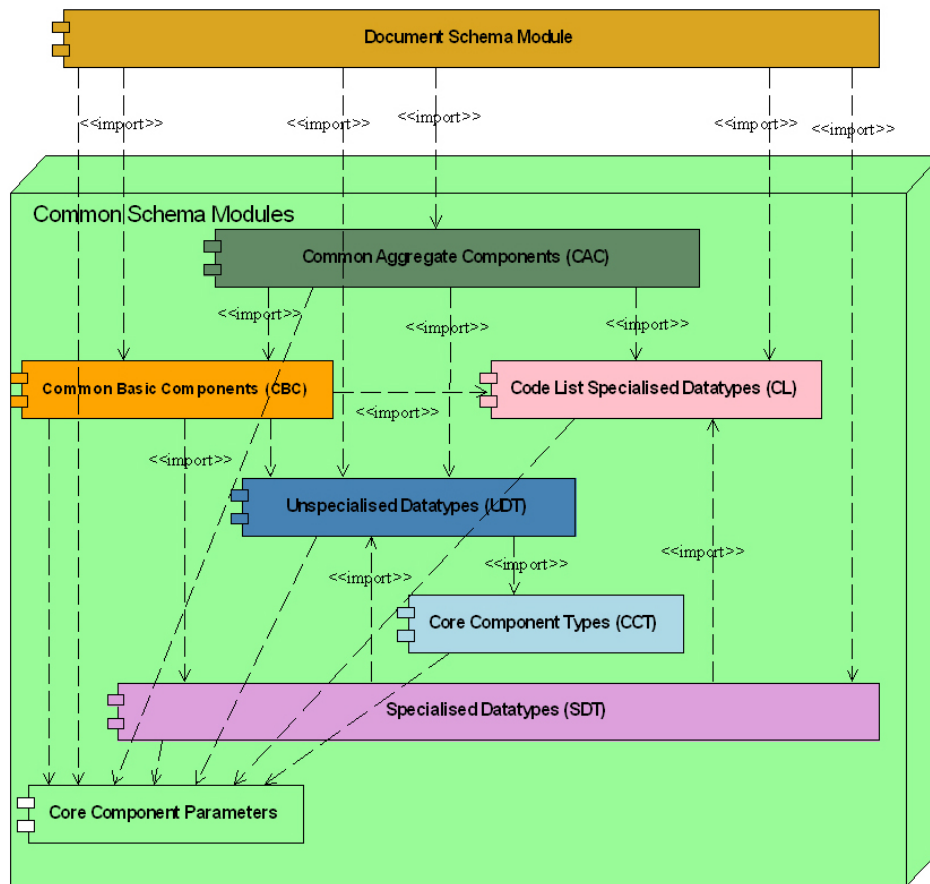 Document Schema Module
<<import>>
<<import>>
<<import>>
<<import>>
<<import>>
Common Schema Modules
Common Aggregate Components (CAC)
<<import>>
<<import>>
<<import>>
Common Basic Components (CBC)
Code List Specialised Datatypes (CL)
<<import>>
<<import>>
Unspecialised Datatypes (UDT)
<<import>>
<<import>>
<<import>>
Core Component Types (CCT)
Specialised Datatypes (SDT)
Core Component Parameters